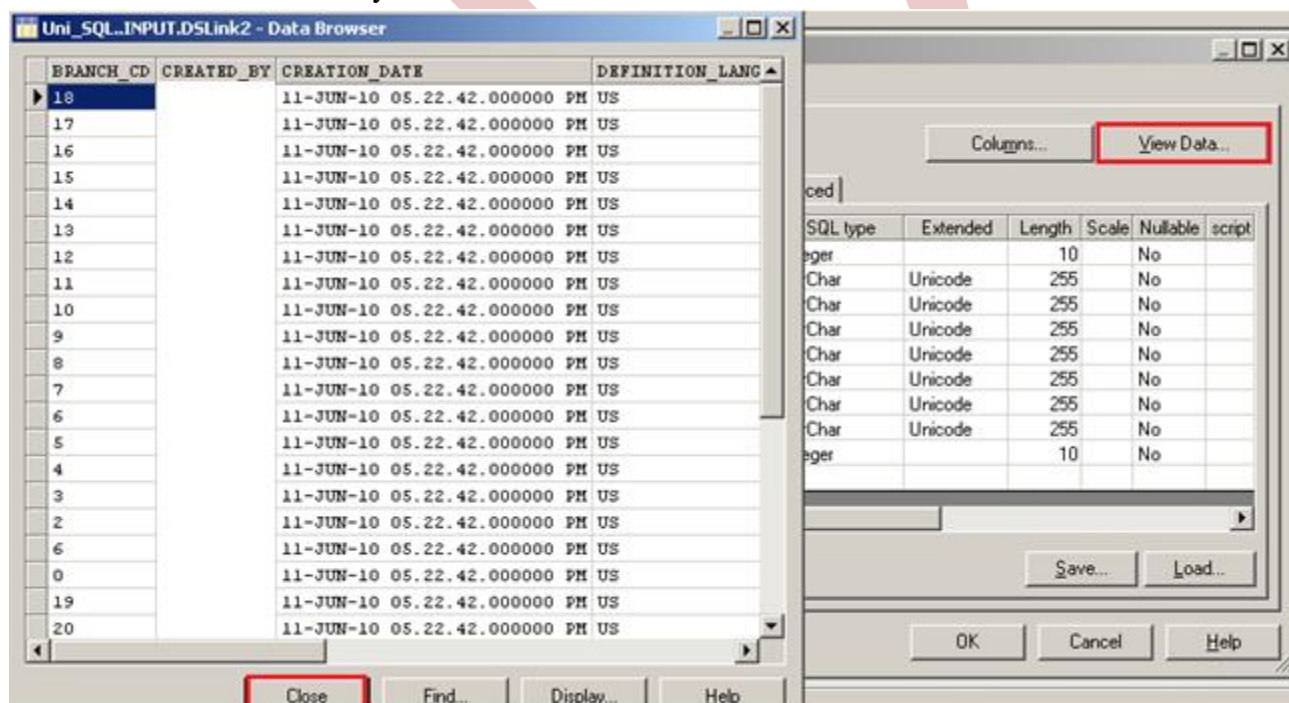 Uni_SQL..INPUT.DSLink2 - Data Browser
BRANCH_CD CREATED_BY CREATION_DATE DEFINITION_LANG
18 11-JUN-10 05.22.42.000000 PM US
17 11-JUN-10 05.22.42.000000 PM US
16 11-JUN-10 05.22.42.000000 PM US
15 11-JUN-10 05.22.42.000000 PM US
14 11-JUN-10 05.22.42.000000 PM US
13 11-JUN-10 05.22.42.000000 PM US
12 11-JUN-10 05.22.42.000000 PM US
11 11-JUN-10 05.22.42.000000 PM US
10 11-JUN-10 05.22.42.000000 PM US
9 11-JUN-10 05.22.42.000000 PM US
8 11-JUN-10 05.22.42.000000 PM US
7 11-JUN-10 05.22.42.000000 PM US
6 11-JUN-10 05.22.42.000000 PM US
5 11-JUN-10 05.22.42.000000 PM US
4 11-JUN-10 05.22.42.000000 PM US
3 11-JUN-10 05.22.42.000000 PM US
2 11-JUN-10 05.22.42.000000 PM US
6 11-JUN-10 05.22.42.000000 PM US
0 11-JUN-10 05.22.42.000000 PM US
19 11-JUN-10 05.22.42.000000 PM US
20 11-JUN-10 05.22.42.000000 PM US
Close Find... Display... Help
Columns... View Data...
ced
SQL type Extended Length Scale Nullable script
eger 10 No
rChar Unicode 255 No
rChar Unicode 255 No
rChar Unicode 255 No
rChar Unicode 255 No
rChar Unicode 255 No
rChar Unicode 255 No
rChar Unicode 255 No
eger 10 No
Save... Load...
OK Cancel Help